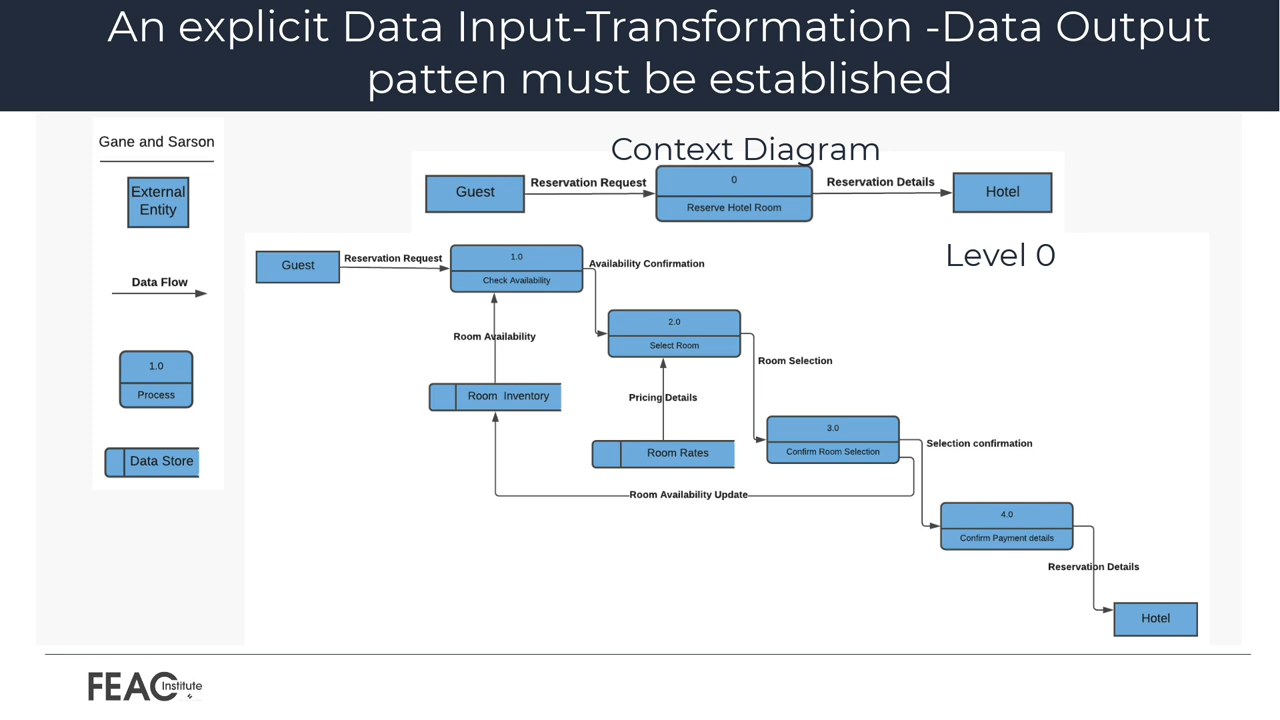 An explicit Data Input-Transformation -Data Output
patten must be established
Gane and Sarson
External
Entity
Data Flow
1.0
Process
Data Store
Context Diagram
Guest
Reservation Request
0
Reserve Hotel Room
Reservation Details
Hotel
Level 0
Guest
Reservation Request
1.0
Check Availability
Availability Confirmation
2.0
Select Room
Room Availability
Room Selection
Room Inventory
Pricing Details
3.0
Confirm Room Selection
Selection confirmation
Room Rates
Room Availability Update
4.0
Confirm Payment details
Reservation Details
Hotel
FEAC Institute